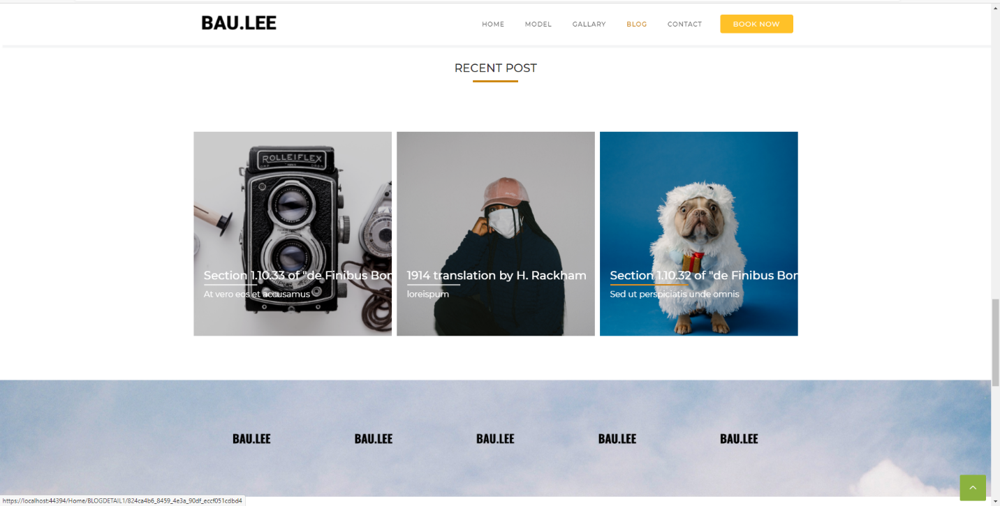 BAU.LEE
HOME MODEL GALLARY BLOG CONTACT BOOK NOW
RECENT POST
ROLLEIFLEX
Section 1.10.33 of "de Finibus Bon
At vero eos et accusamus
1914 translation by H. Rackham
loreispum
Section 1.10.32 of "de Finibus Bor
Sed ut perspiciatis unde omnis
BAU.LEE BAU.LEE BAU.LEE BAU.LEE BAU.LEE
https://localhost:44394/Home/BLOGDETAIL1/824ca4b6_8459_4e3a_90df_eccf051cdbd4